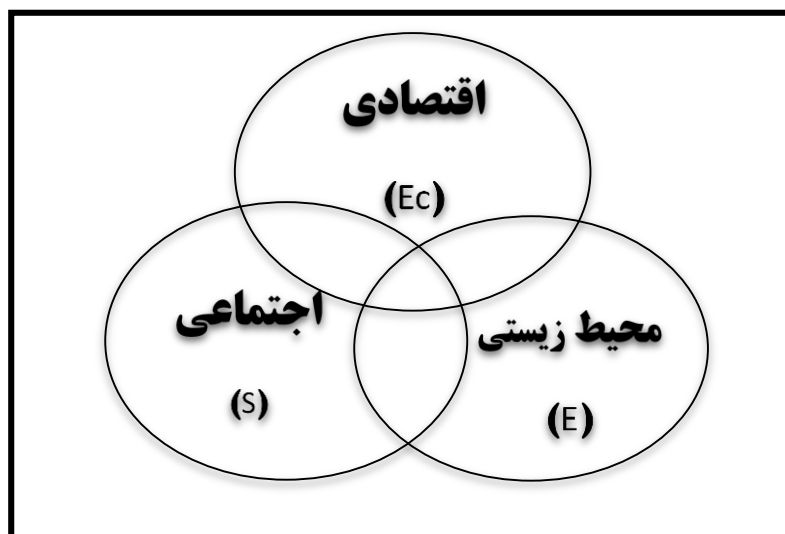 اقتصادی
(Ec)
اجتماعی
(S)
محیط زیستی
(E)